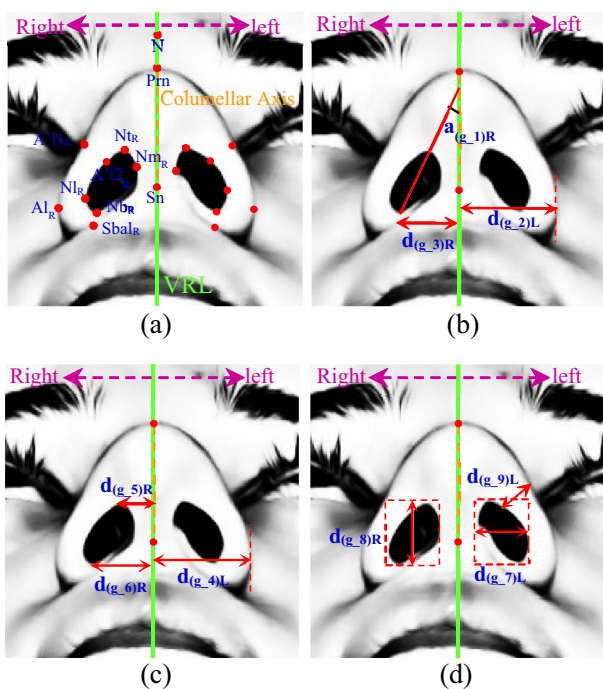 Right left
N
Prn
Columellar Axis
A'l1R
NtR
NmR
A'l2R
NlR
Sn
AlR
NbR
SbalR
VRL
(a)
Right left
a(g_1)R
d(g_3)R
d(g_2)L
(b)
Right left
d(g_5)R
d(g_6)R
d(g_4)L
(c)
Right left
d(g_9)L
d(g_8)R
d(g_7)L
(d)